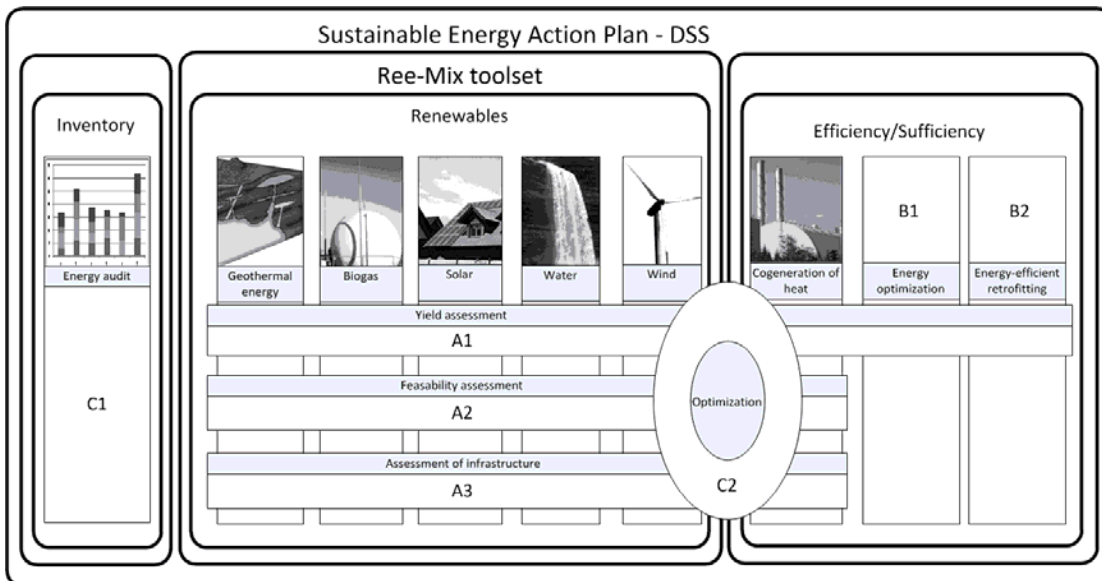 Sustainable Energy Action Plan - DSS
Ree-Mix toolset
Inventory
Renewables
Efficiency/Sufficiency
Energy audit
Geothermal
energy
Biogas
Solar
Water
Wind
Cogeneration of
heat
B1
Energy
optimization
B2
Energy-efficient
retrofitting
Yield assessment
A1
Feasability assessment
A2
Assessment of infrastructure
A3
C1
Optimization
C2